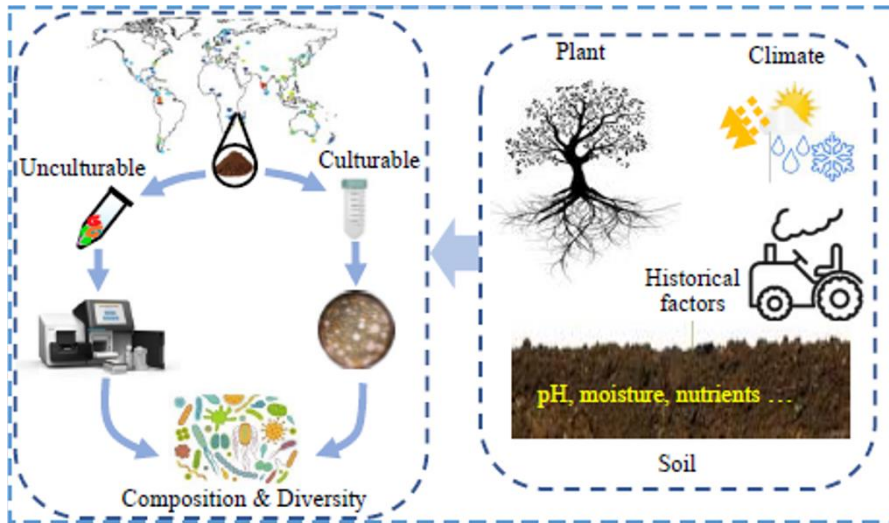 Unculturable
Culturable
Composition & Diversity
Plant
Climate
Historical
factors
pH, moisture, nutrients ...
Soil